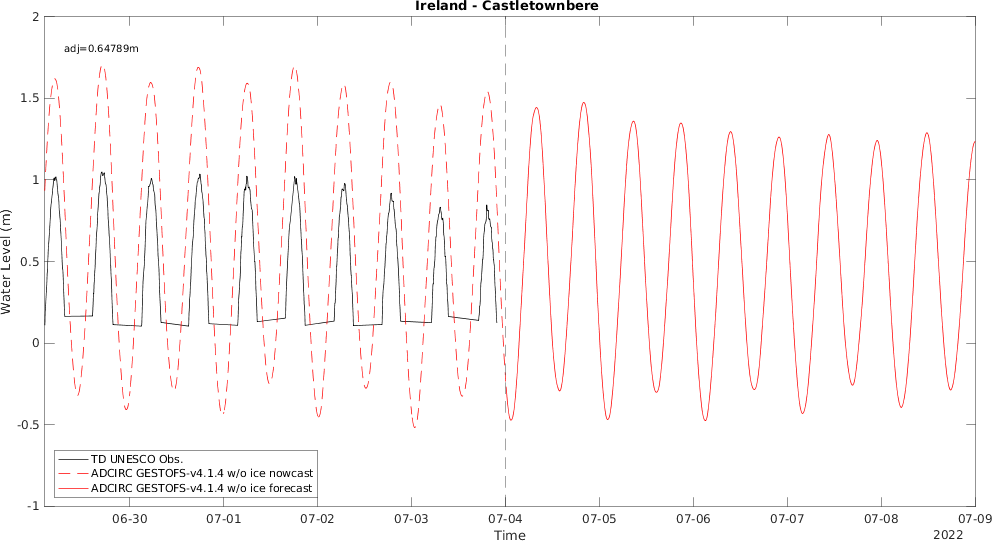 Ireland - Castletownbere
2
adj=0.64789m
1.5
1
0.5
0
-0.5
-1
Water Level (m)
TD UNESCO Obs.
ADCIRC GESTOFS-v4.1.4 w/o ice nowcast
ADCIRC GESTOFS-v4.1.4 w/o ice forecast
06-30 07-01 07-02 07-03 07-04 07-05 07-06 07-07 07-08 07-09
Time
2022